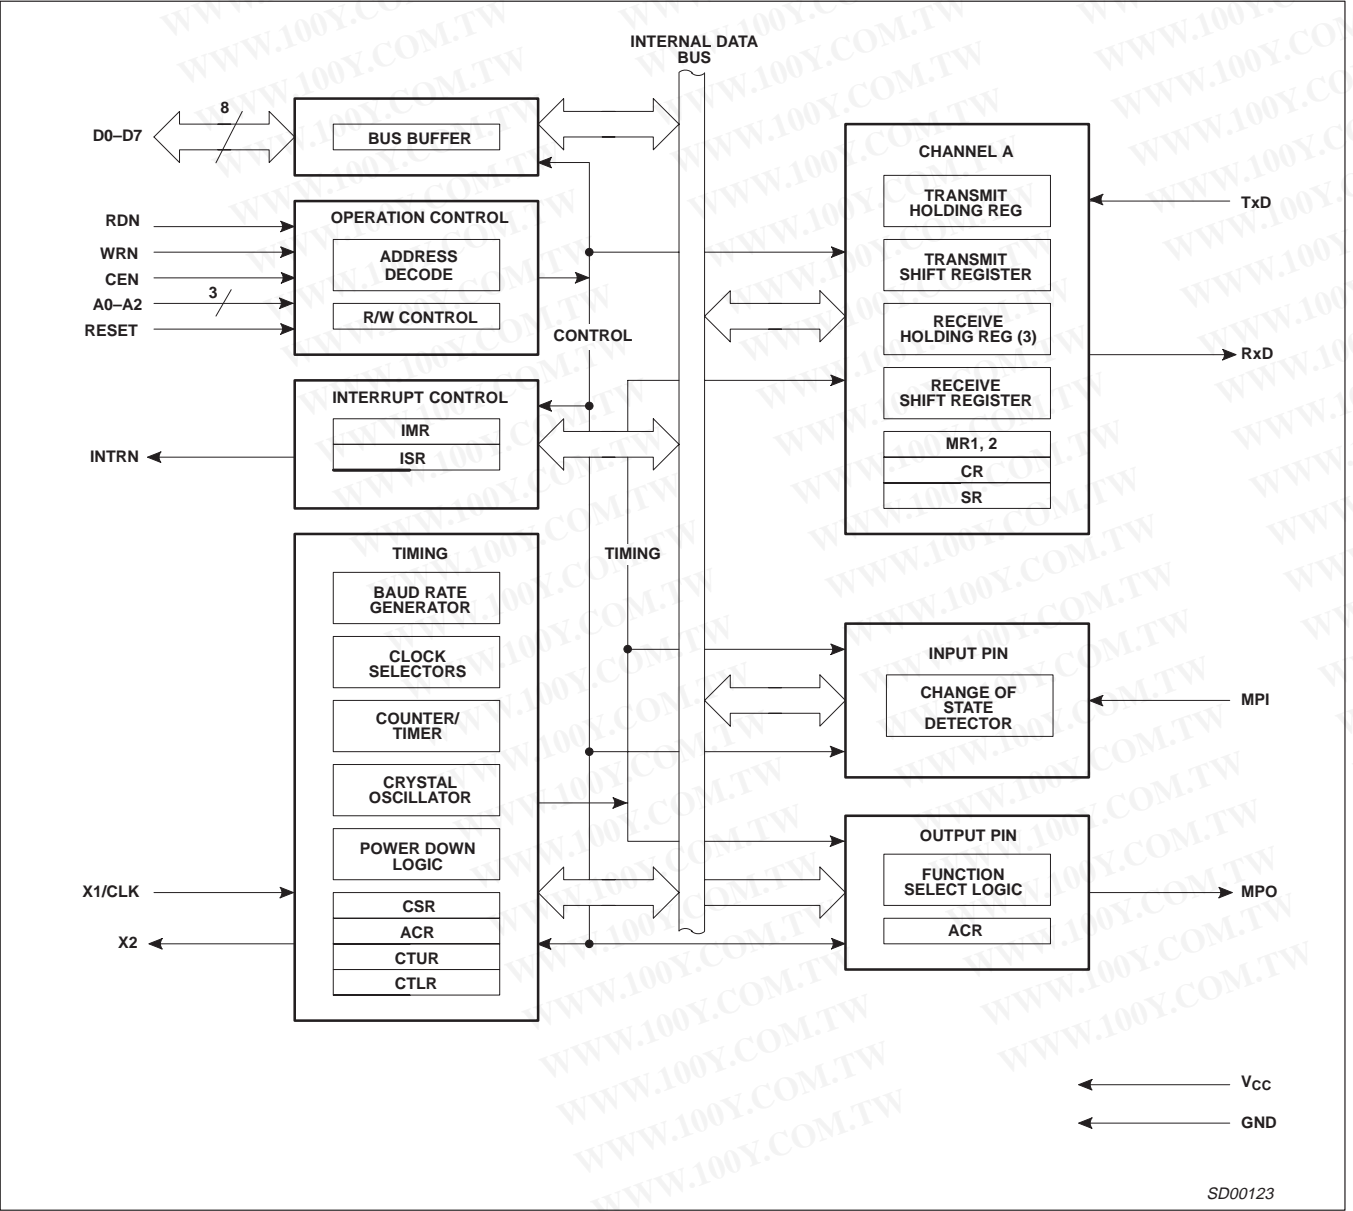 INTERNAL DATA
BUS
D0–D7
8
BUS BUFFER
RDN
WRN
CEN
A0–A2
3
RESET
OPERATION CONTROL
ADDRESS
DECODE
R/W CONTROL
CONTROL
INTERRUPT CONTROL
IMR
ISR
INTRN
TIMING
BAUD RATE
GENERATOR
CLOCK
SELECTORS
COUNTER/
TIMER
CRYSTAL
OSCILLATOR
POWER DOWN
LOGIC
CSR
ACR
CTUR
CTLR
X1/CLK
X2
TIMING
CHANNEL A
TRANSMIT
HOLDING REG
TRANSMIT
SHIFT REGISTER
RECEIVE
HOLDING REG (3)
RECEIVE
SHIFT REGISTER
MR1, 2
CR
SR
TxD
RxD
INPUT PIN
CHANGE OF
STATE
DETECTOR
MPI
OUTPUT PIN
FUNCTION
SELECT LOGIC
ACR
MPO
VCC
GND
SD00123
WWW.100Y.COM.TW